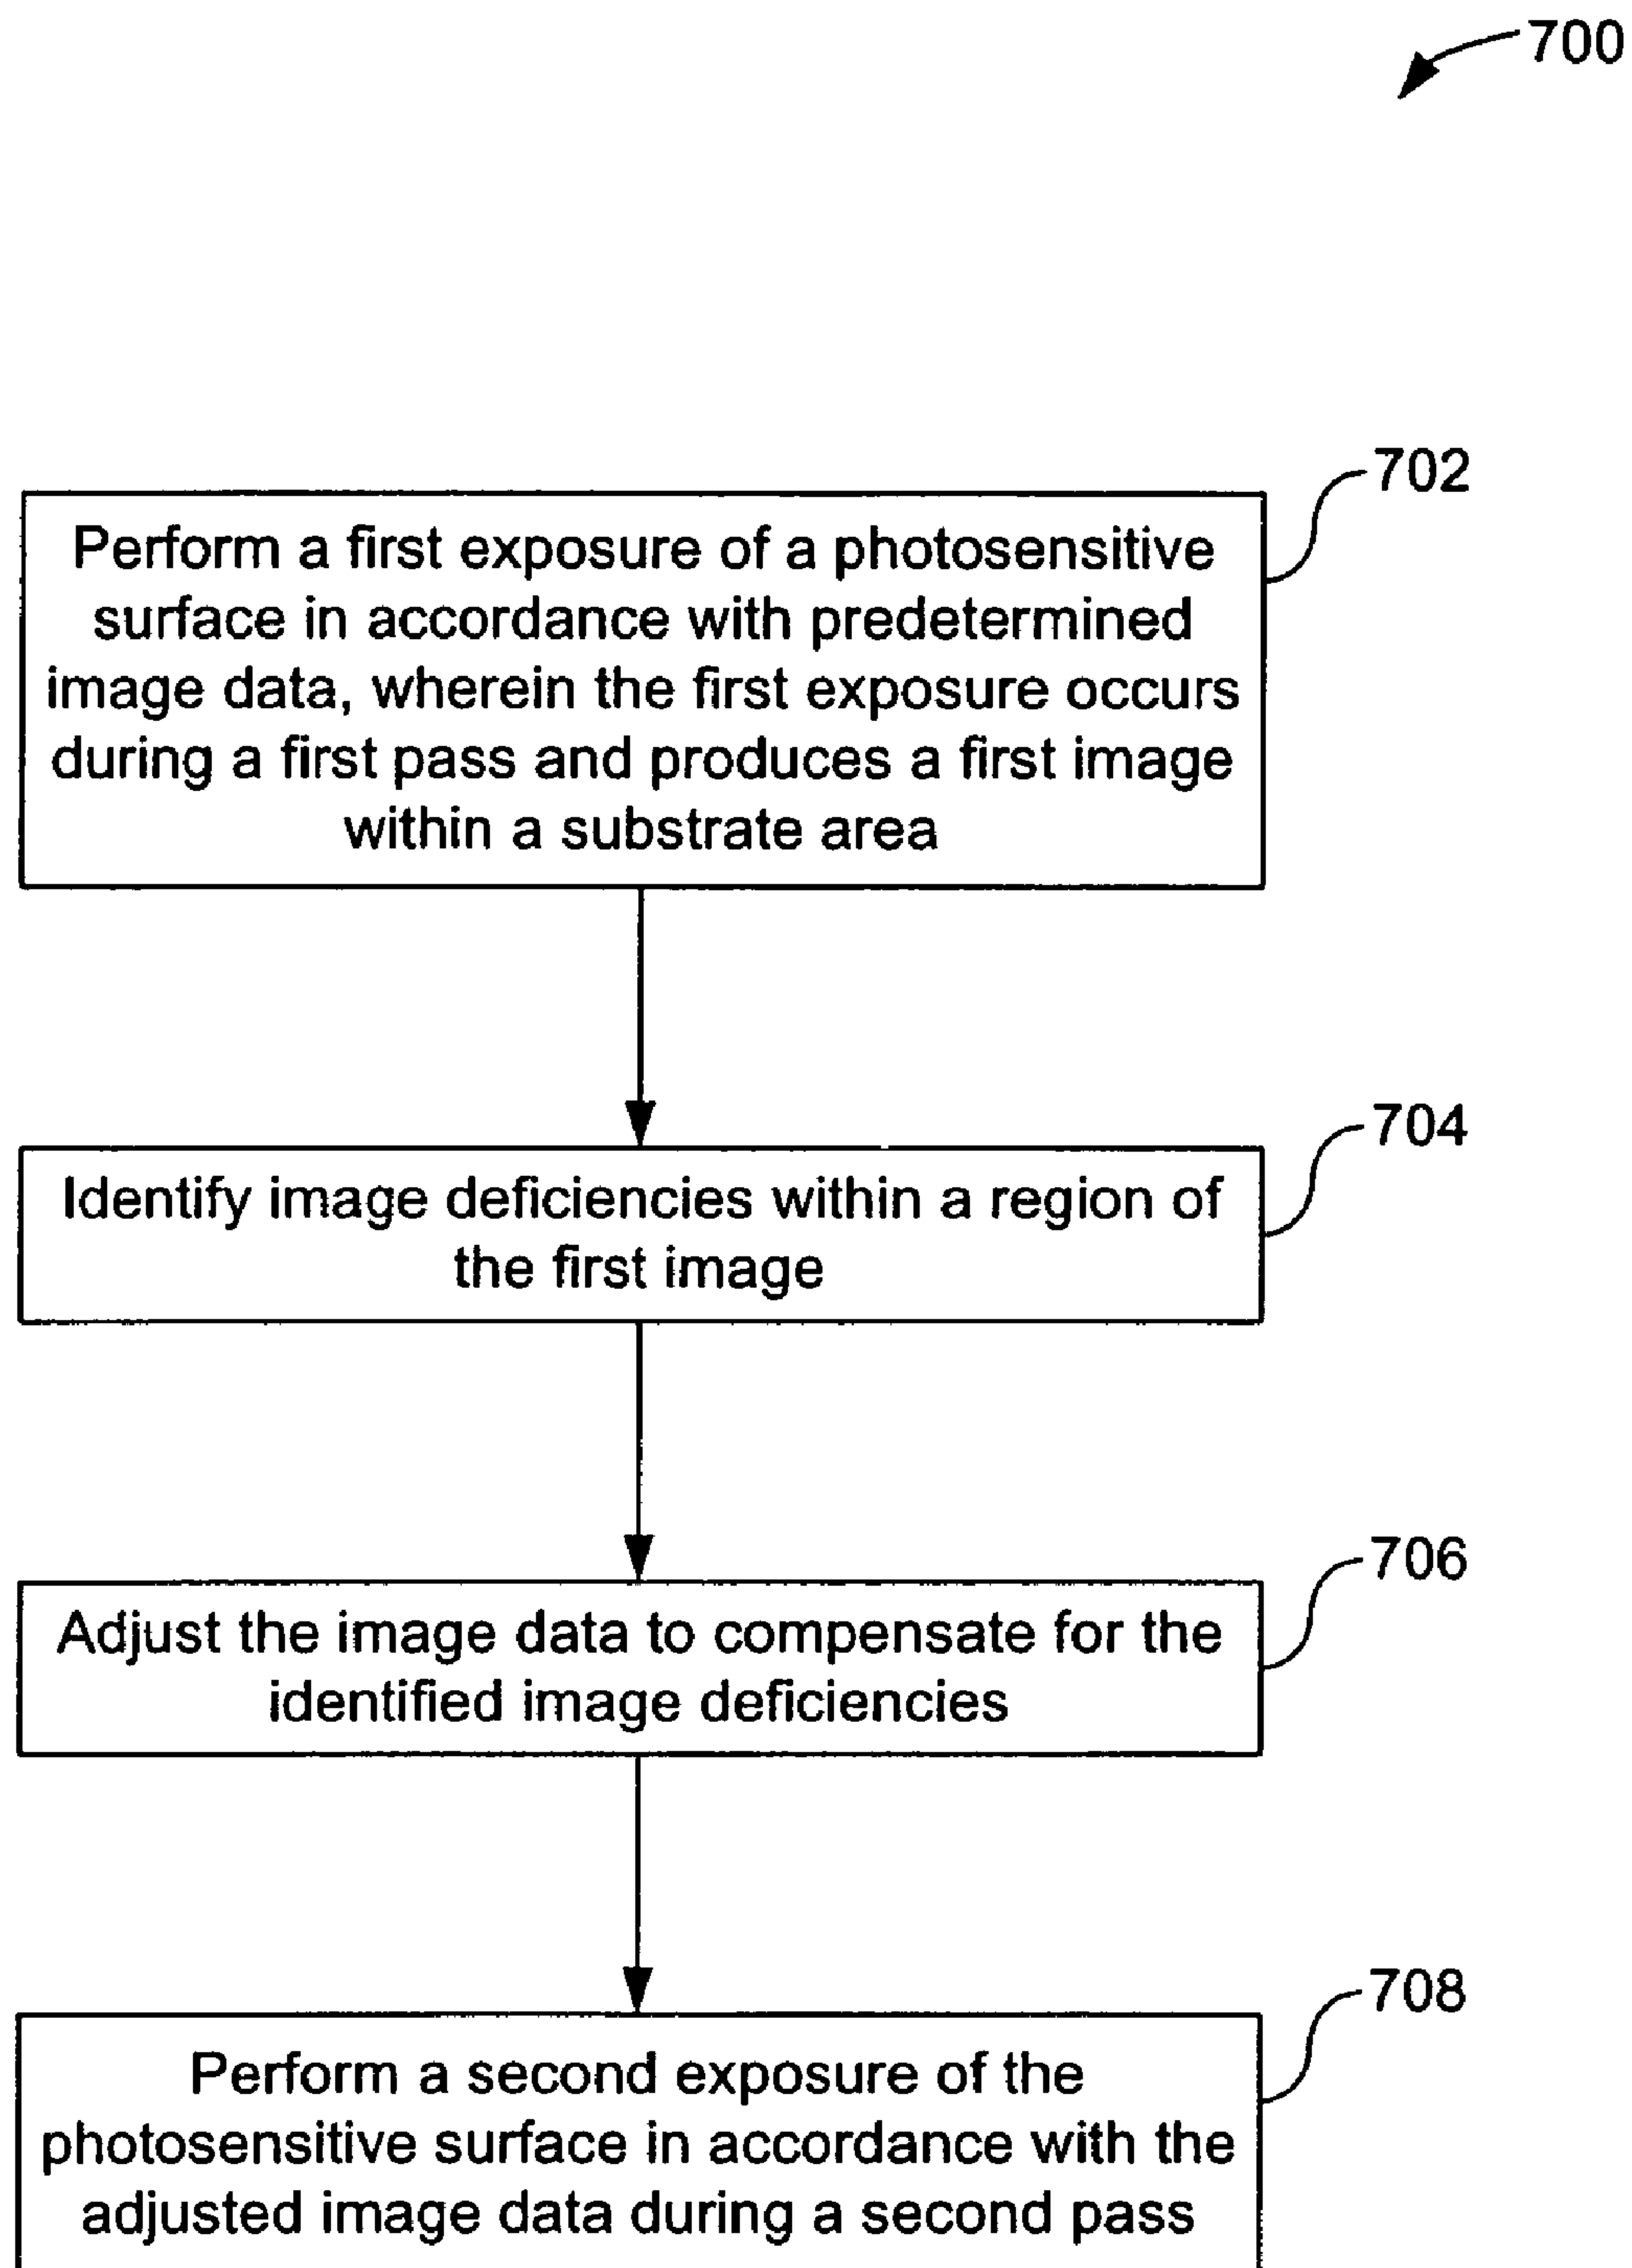 700
702
Perform a first exposure of a photosensitive
surface in accordance with predetermined
image data, wherein the first exposure occurs
during a first pass and produces a first image
within a substrate area
704
Identify image deficiencies within a region of
the first image
706
Adjust the image data to compensate for the
identified image deficiencies
708
Perform a second exposure of the
photosensitive surface in accordance with the
adjusted image data during a second pass